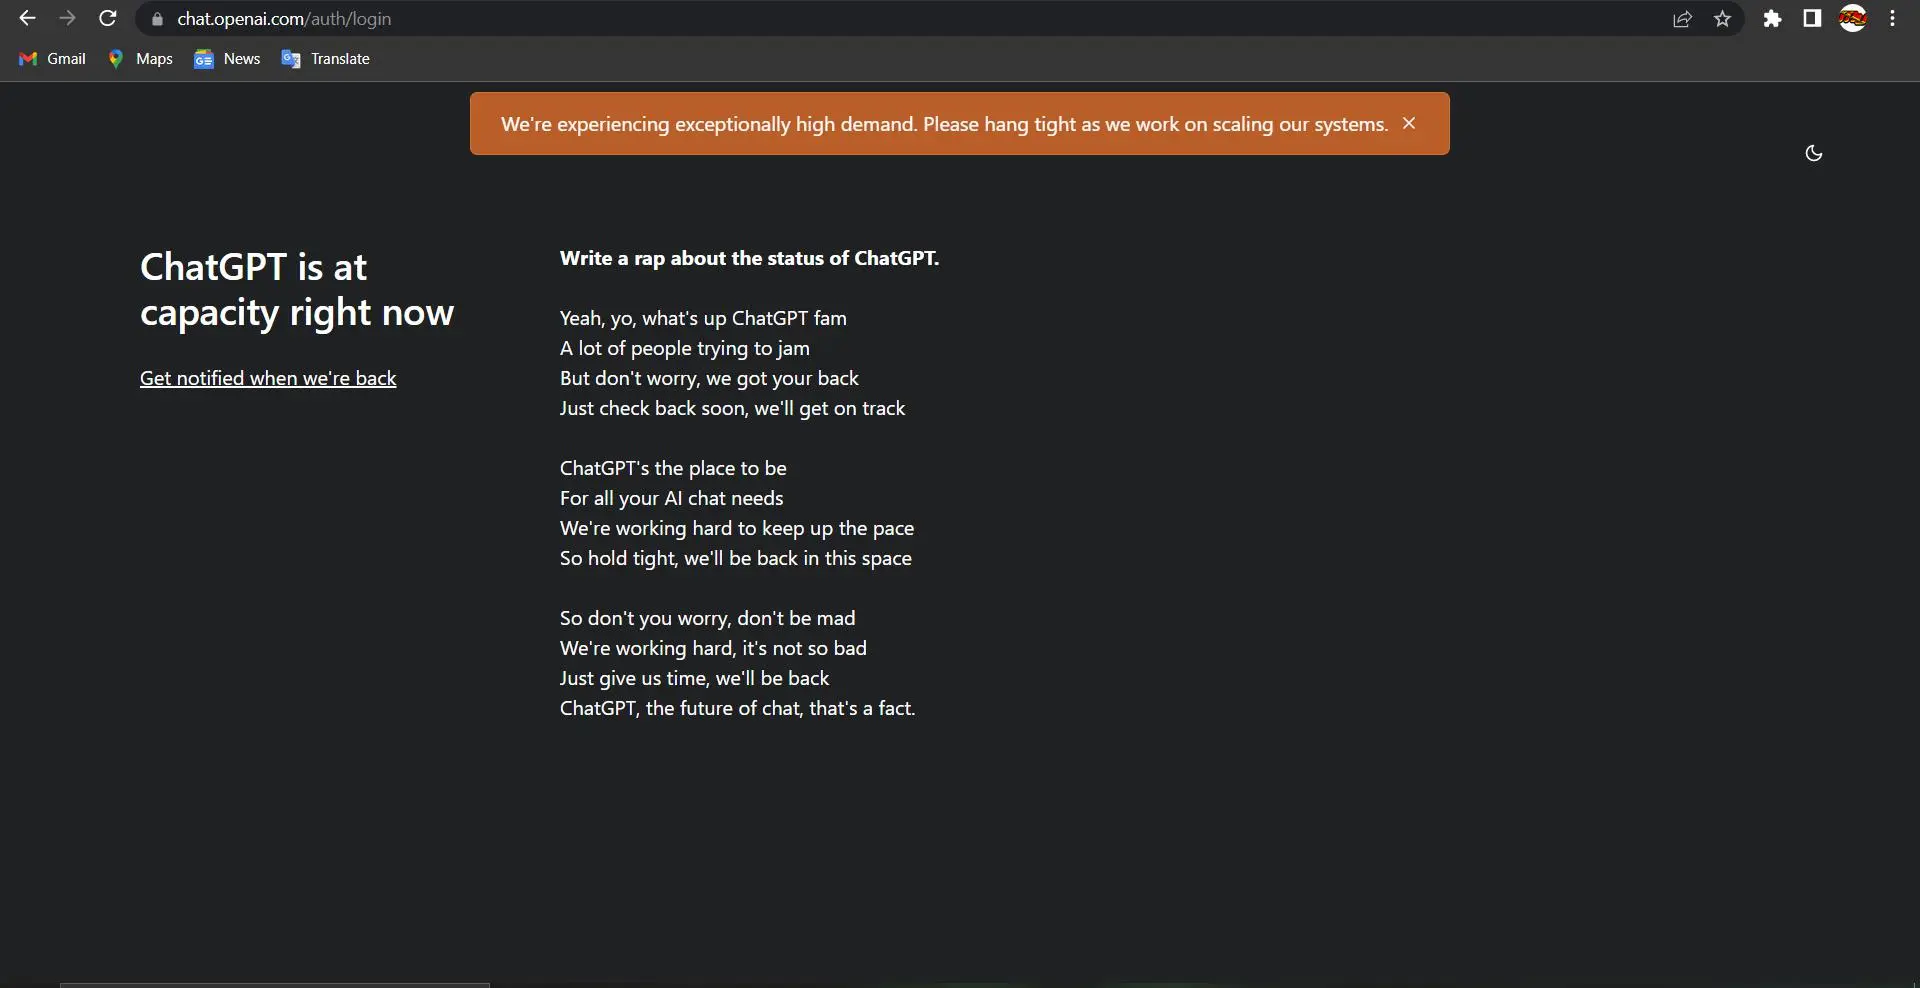 chat.openai.com/auth/login
Gmail Maps News Translate
We're experiencing exceptionally high demand. Please hang tight as we work on scaling our systems.
ChatGPT is at
capacity right now
Get notified when we're back
Write a rap about the status of ChatGPT.
Yeah, yo, what's up ChatGPT fam
A lot of people trying to jam
But don't worry, we got your back
Just check back soon, we'll get on track
ChatGPT's the place to be
For all your AI chat needs
We're working hard to keep up the pace
So hold tight, we'll be back in this space
So don't you worry, don't be mad
We're working hard, it's not so bad
Just give us time, we'll be back
ChatGPT, the future of chat, that's a fact.